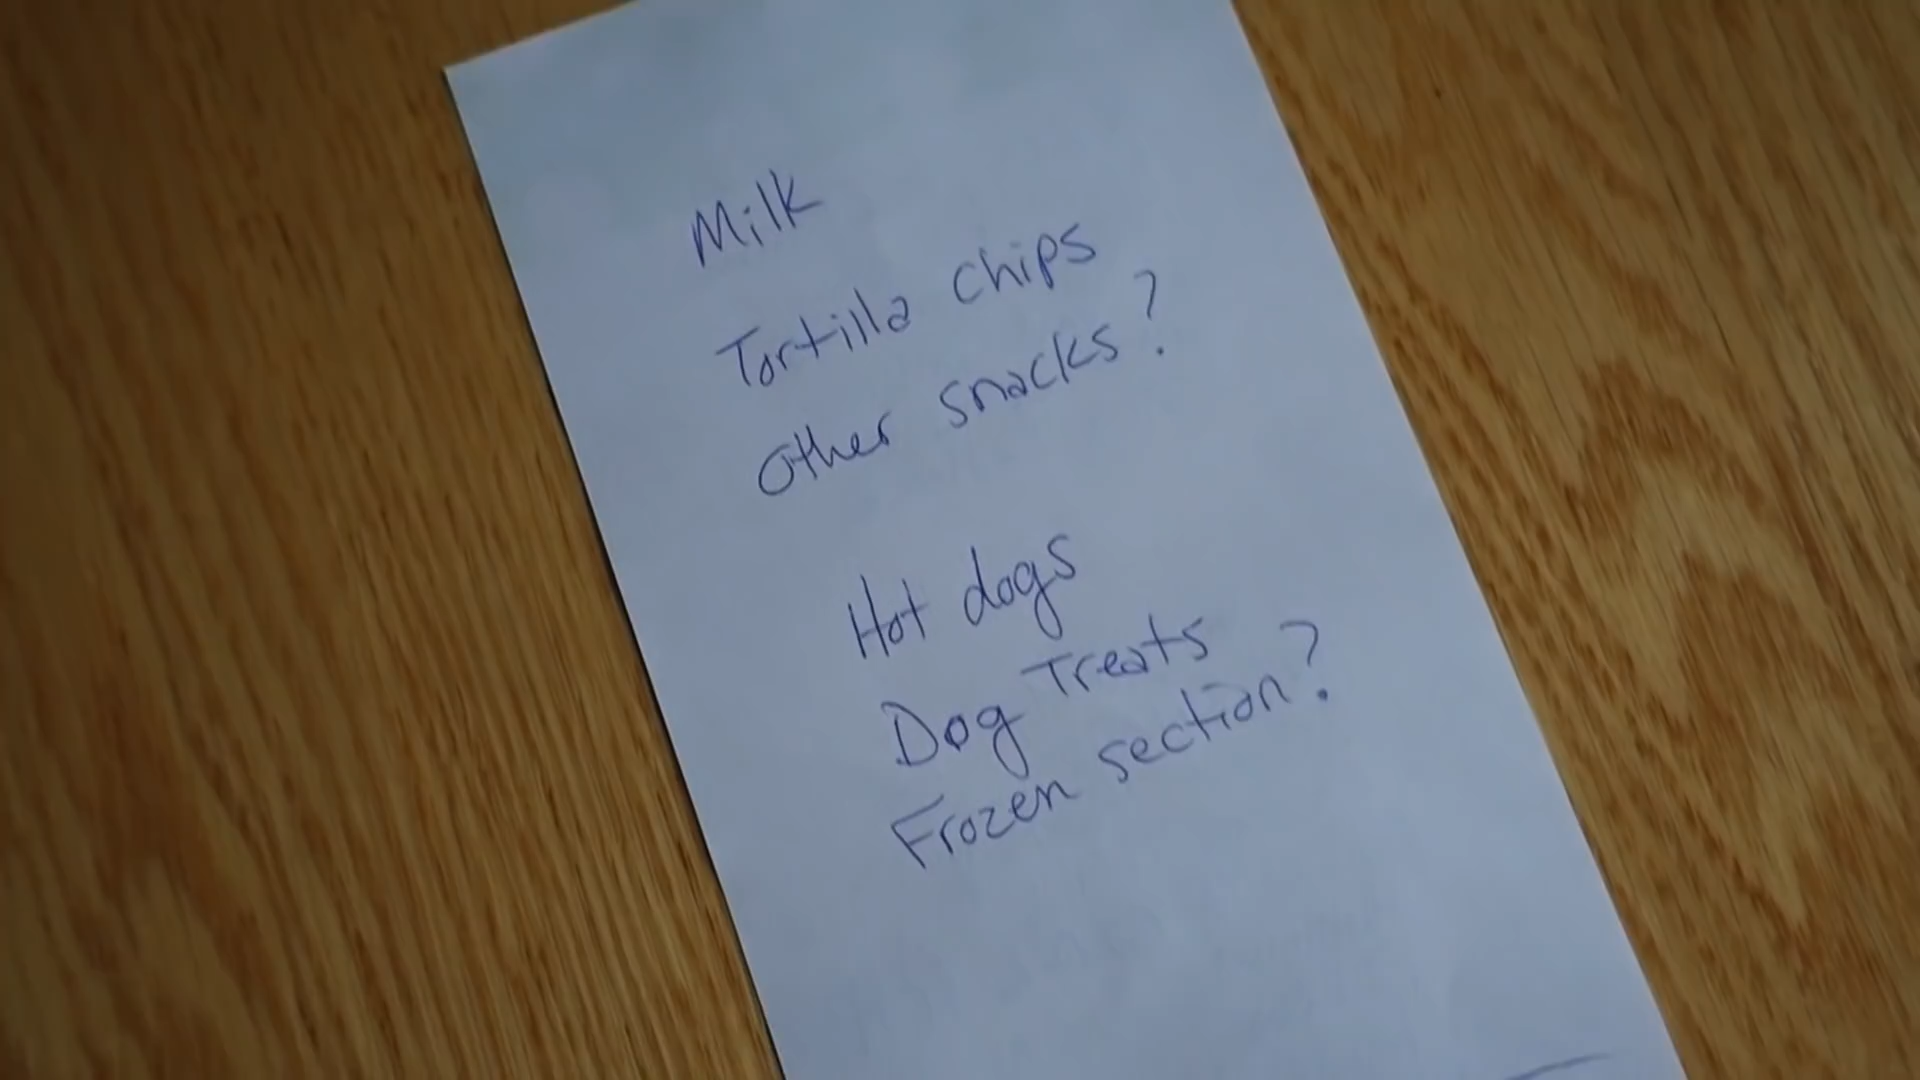 Milk
Tortilla chips
Other snacks?
Hot dogs
Dog Treats
Frozen section?